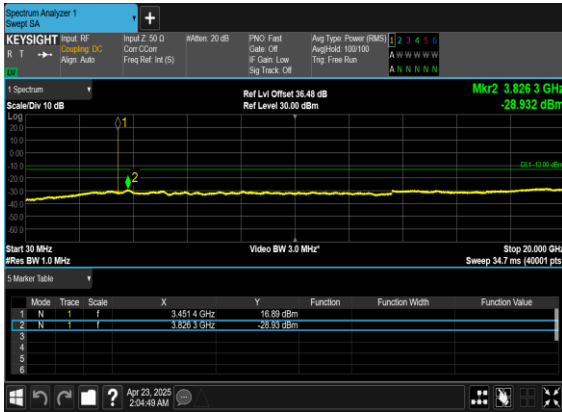 Spectrum Analyzer 1
Swept SA
+
KEYSIGHT
R T
LXI
Input: RF
Coupling: DC
Align: Auto
Input Z: 50 Ω
Corr CCorr
Freq Ref: Int (S)
#Atten: 20 dB
PNO: Fast
Gate: Off
IF Gain: Low
Sig Track: Off
Avg Type: Power (RMS)
Avg|Hold: 100/100
Trig: Free Run
1 2 3 4 5 6
A W W W W W
A N N N N N
1 Spectrum
Scale/Div 10 dB
Ref Lvl Offset 36.48 dB
Ref Level 30.00 dBm
Mkr2 3.826 3 GHz
-28.932 dBm
Log
20.0
10.0
0.00
-10.0
-20.0
-30.0
-40.0
-50.0
-60.0
1
2
DL1 -13.00 dBm
Start 30 MHz
#Res BW 1.0 MHz
Video BW 3.0 MHz*
Stop 20.000 GHz
Sweep 34.7 ms (40001 pts)
5 Marker Table
Mode Trace Scale X Y Function Function Width Function Value
1 N 1 f 3.451 4 GHz 16.89 dBm
2 N 1 f 3.826 3 GHz -28.93 dBm
3
4
5
6
?
Apr 23, 2025
2:04:49 AM